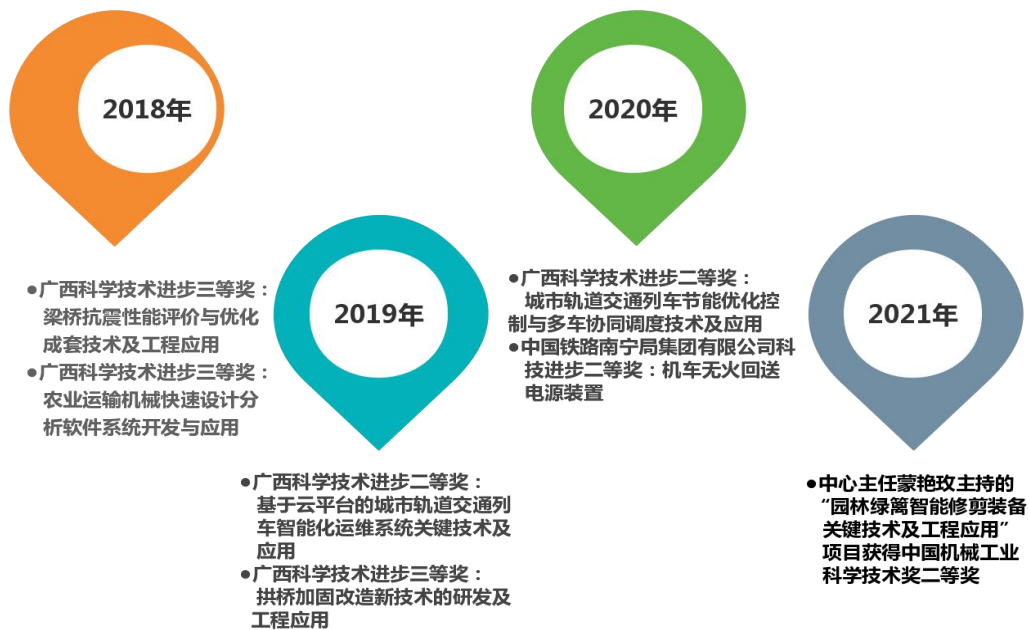 2018年
●广西科学技术进步三等奖：
梁桥抗震性能评价与优化
成套技术及工程应用
●广西科学技术进步三等奖：
农业运输机械快速设计分
析软件系统开发与应用
2019年
●广西科学技术进步二等奖：
基于云平台的城市轨道交通列
车智能化运维系统关键技术及
应用
●广西科学技术进步三等奖：
拱桥加固改造新技术的研发及
工程应用
2020年
●广西科学技术进步二等奖：
城市轨道交通列车节能优化控
制与多车协同调度技术及应用
●中国铁路南宁局集团有限公司科
技进步二等奖：机车无火回送
电源装置
2021年
●中心主任蒙艳玫主持的
“园林绿篱智能修剪装备
关键技术及工程应用”
项目获得中国机械工业
科学技术奖二等奖